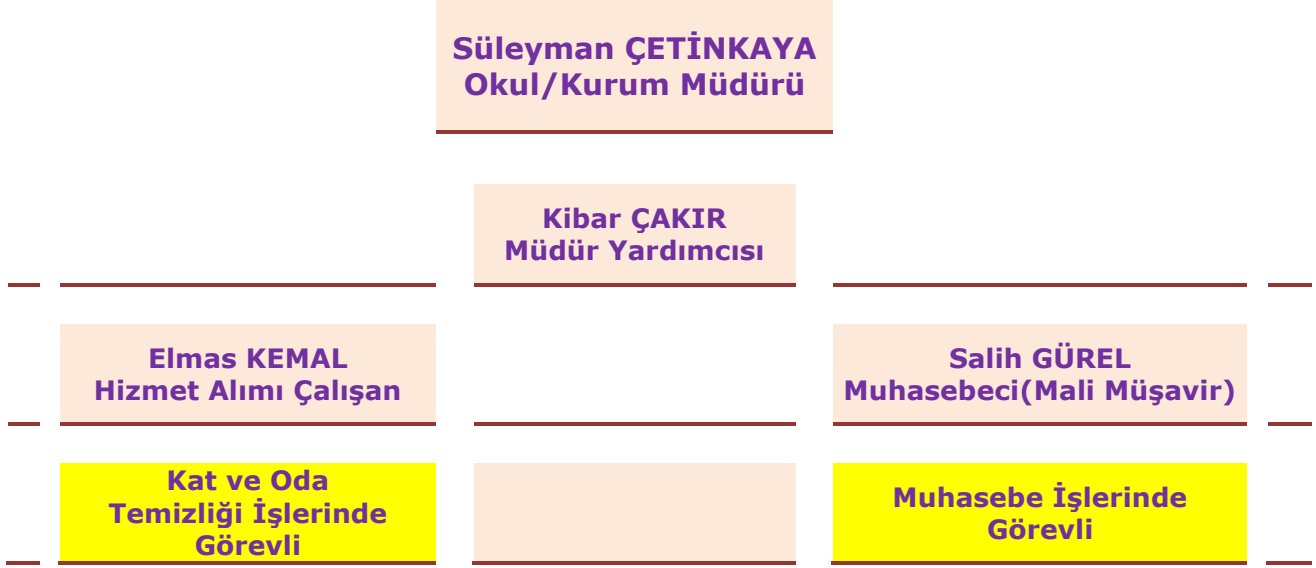 Süleyman ÇETİNKAYA
Okul/Kurum Müdürü
Kibar ÇAKIR
Müdür Yardımcısı
Elmas KEMAL
Hizmet Alımı Çalışan
Salih GÜREL
Muhasebeci(Mali Müşavir)
Kat ve Oda
Temizliği İşlerinde
Görevli
Muhasebe İşlerinde
Görevli